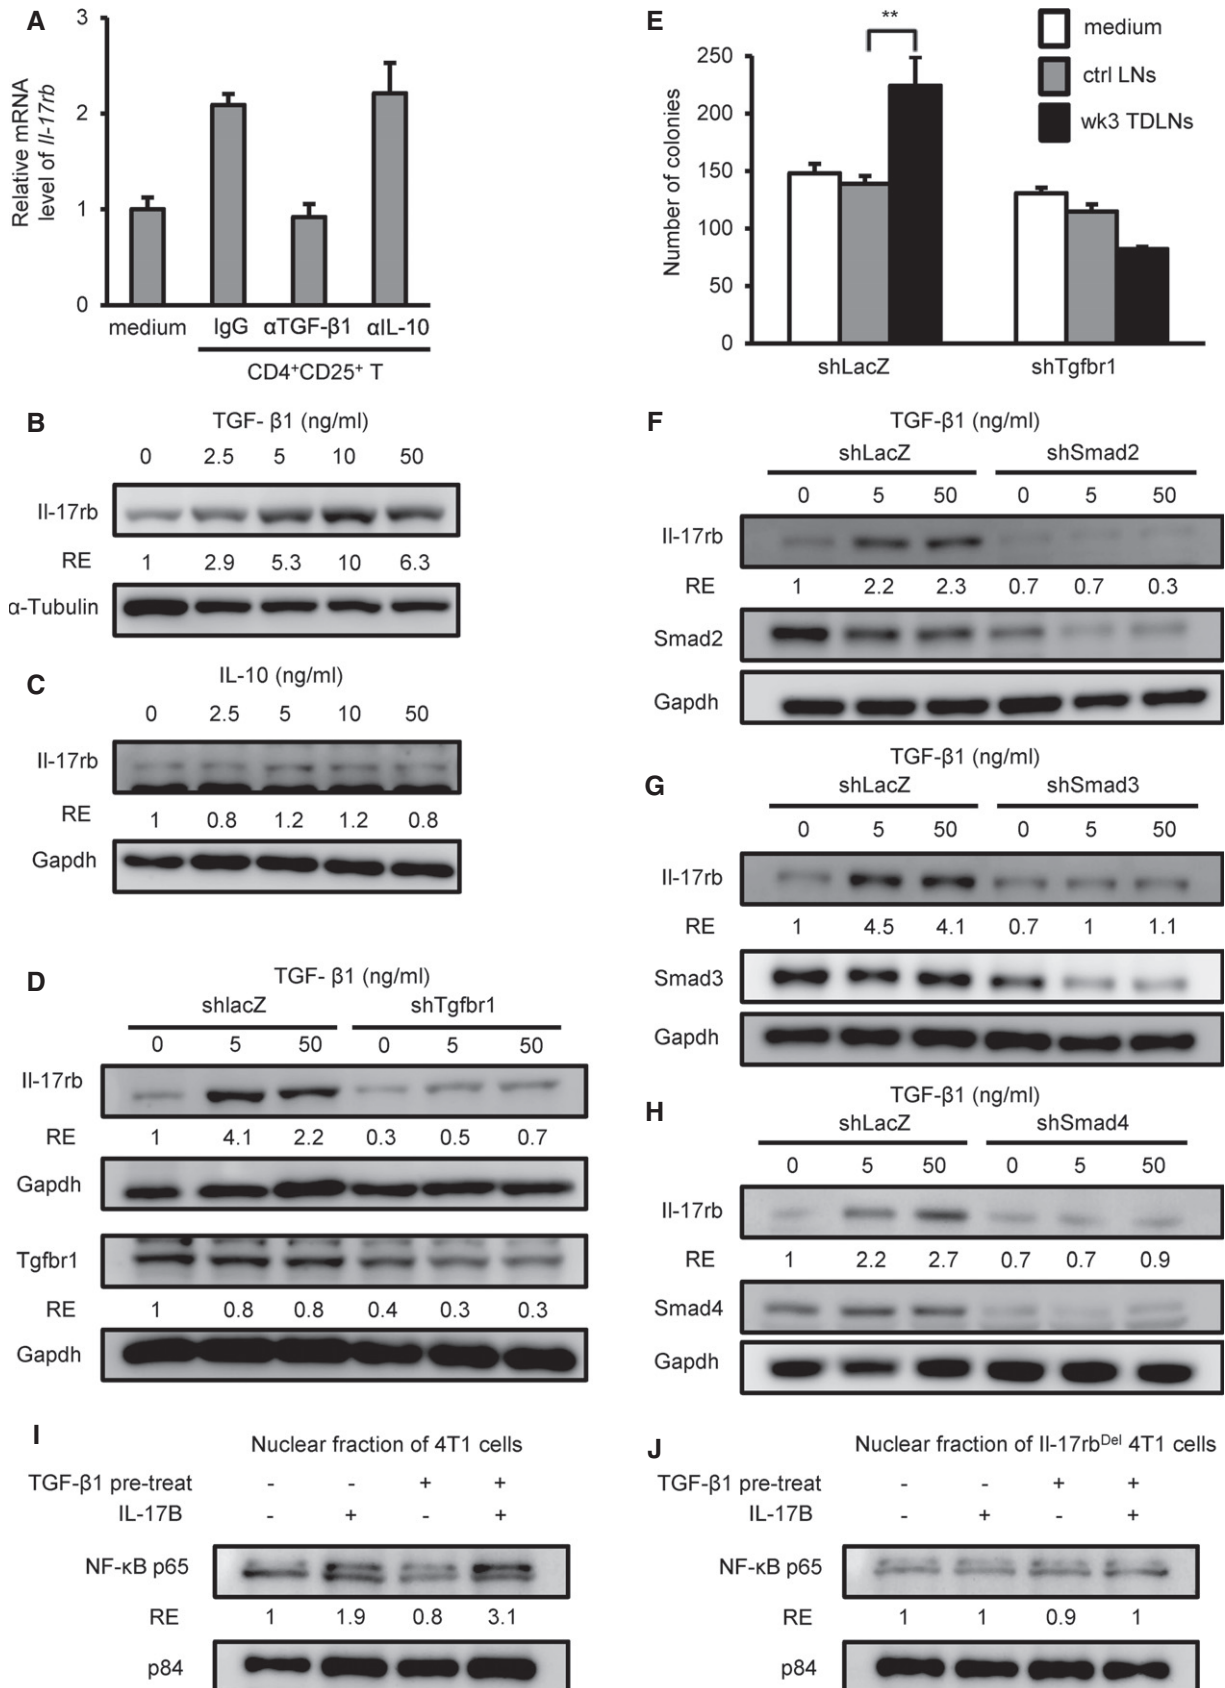 A
3
2
1
0
Relative mRNA
level of Il-17rb
medium IgG αTGF-β1 αIL-10
CD4+CD25+ T
B
TGF- β1 (ng/ml)
0 2.5 5 10 50
Il-17rb
RE 1 2.9 5.3 10 6.3
α-Tubulin
C
IL-10 (ng/ml)
0 2.5 5 10 50
Il-17rb
RE 1 0.8 1.2 1.2 0.8
Gapdh
D
TGF- β1 (ng/ml)
shlacZ shTgfbr1
0 5 50 0 5 50
Il-17rb
RE 1 4.1 2.2 0.3 0.5 0.7
Gapdh
Tgfbr1
RE 1 0.8 0.8 0.4 0.3 0.3
Gapdh
E
**
medium
ctrl LNs
wk3 TDLNs
250
200
150
100
50
0
Number of colonies
shLacZ shTgfbr1
F
TGF-β1 (ng/ml)
shLacZ shSmad2
0 5 50 0 5 50
Il-17rb
RE 1 2.2 2.3 0.7 0.7 0.3
Smad2
Gapdh
G
TGF-β1 (ng/ml)
shLacZ shSmad3
0 5 50 0 5 50
Il-17rb
RE 1 4.5 4.1 0.7 1 1.1
Smad3
Gapdh
H
TGF-β1 (ng/ml)
shLacZ shSmad4
0 5 50 0 5 50
Il-17rb
RE 1 2.2 2.7 0.7 0.7 0.9
Smad4
Gapdh
I
Nuclear fraction of 4T1 cells
TGF-β1 pre-treat - - + +
IL-17B - + - +
NF-κB p65
RE 1 1.9 0.8 3.1
p84
J
Nuclear fraction of Il-17rbDel 4T1 cells
TGF-β1 pre-treat - - + +
IL-17B - + - +
NF-κB p65
RE 1 1 0.9 1
p84